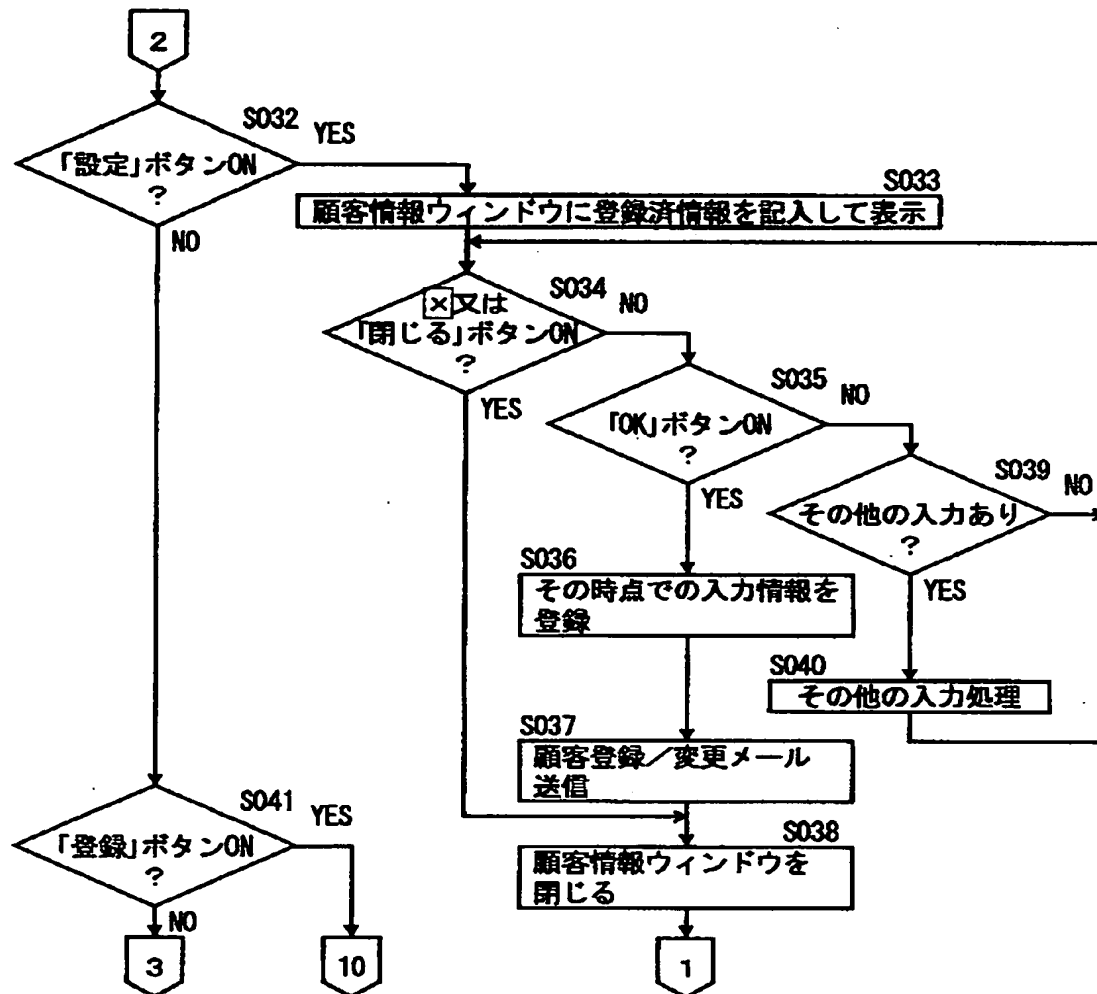 2
S032
YES
「設定」ボタンON
?
NO
S033
顧客情報ウィンドウに登録済情報を記入して表示
S034
NO
×又は
「閉じる」ボタンON
?
YES
S035
NO
「OK」ボタンON
?
YES
S039
NO
その他の入力あり
?
YES
S036
その時点での入力情報を
登録
S040
その他の入力処理
S037
顧客登録／変更メール
送信
S041
YES
「登録」ボタンON
?
NO
S038
顧客情報ウィンドウを
閉じる
3
10
1